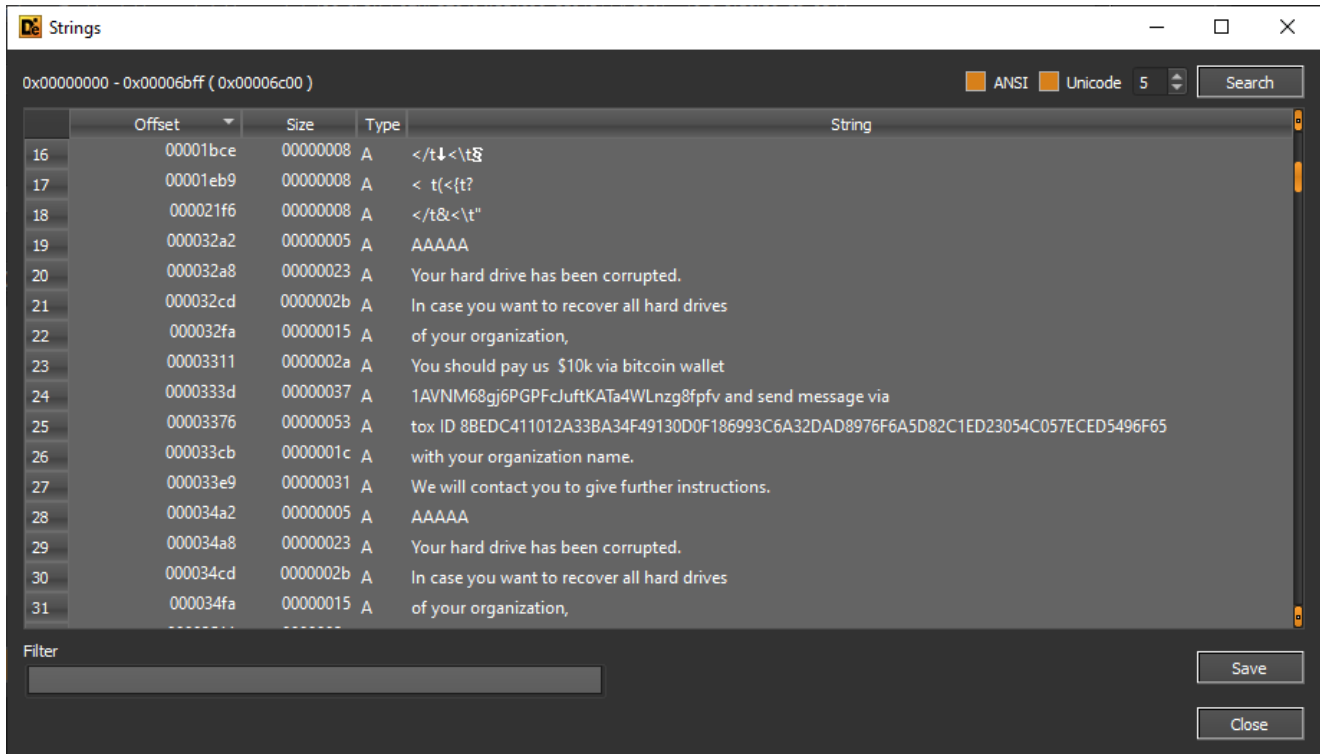 De Strings
0x00000000 - 0x00006bff ( 0x00006c00 ) ANSI Unicode 5 Search
Offset Size Type String
16 00001bce 00000008 A </t↓<\t§
17 00001eb9 00000008 A < t(<{t?
18 000021f6 00000008 A </t&<\t"
19 000032a2 00000005 A AAAAA
20 000032a8 00000023 A Your hard drive has been corrupted.
21 000032cd 0000002b A In case you want to recover all hard drives
22 000032fa 00000015 A of your organization,
23 00003311 0000002a A You should pay us  $10k via bitcoin wallet
24 0000333d 00000037 A 1AVNM68gj6PGPFcJuftKATa4WLnzg8fpfv and send message via
25 00003376 00000053 A tox ID 8BEDC411012A33BA34F49130D0F186993C6A32DAD8976F6A5D82C1ED23054C057ECED5496F65
26 000033cb 0000001c A with your organization name.
27 000033e9 00000031 A We will contact you to give further instructions.
28 000034a2 00000005 A AAAAA
29 000034a8 00000023 A Your hard drive has been corrupted.
30 000034cd 0000002b A In case you want to recover all hard drives
31 000034fa 00000015 A of your organization,
Filter
Save
Close